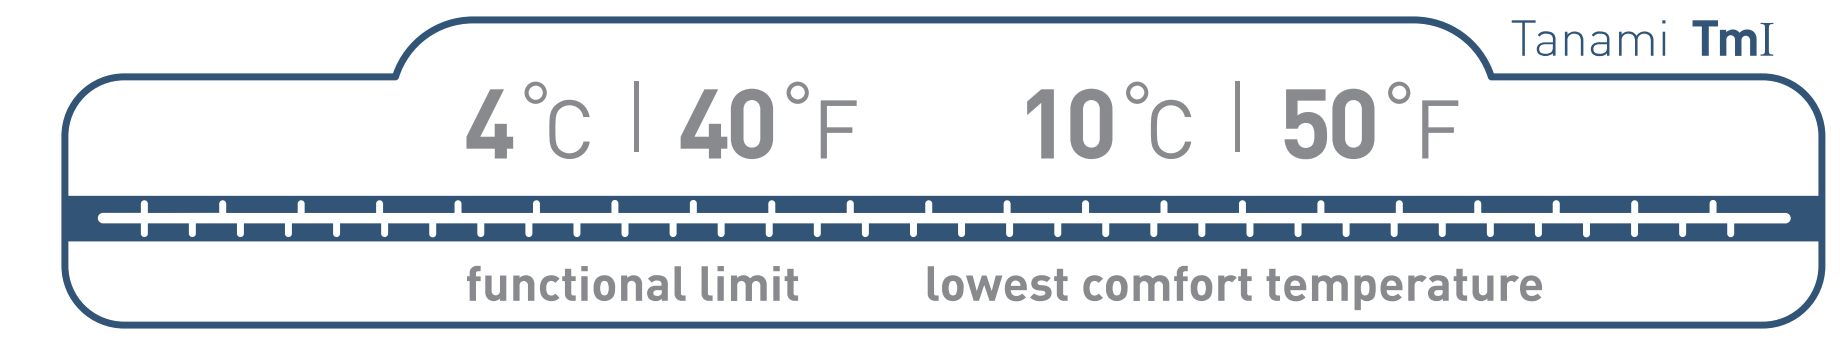 Tanami TmI
4°C | 40°F 10°C | 50°F
functional limit lowest comfort temperature